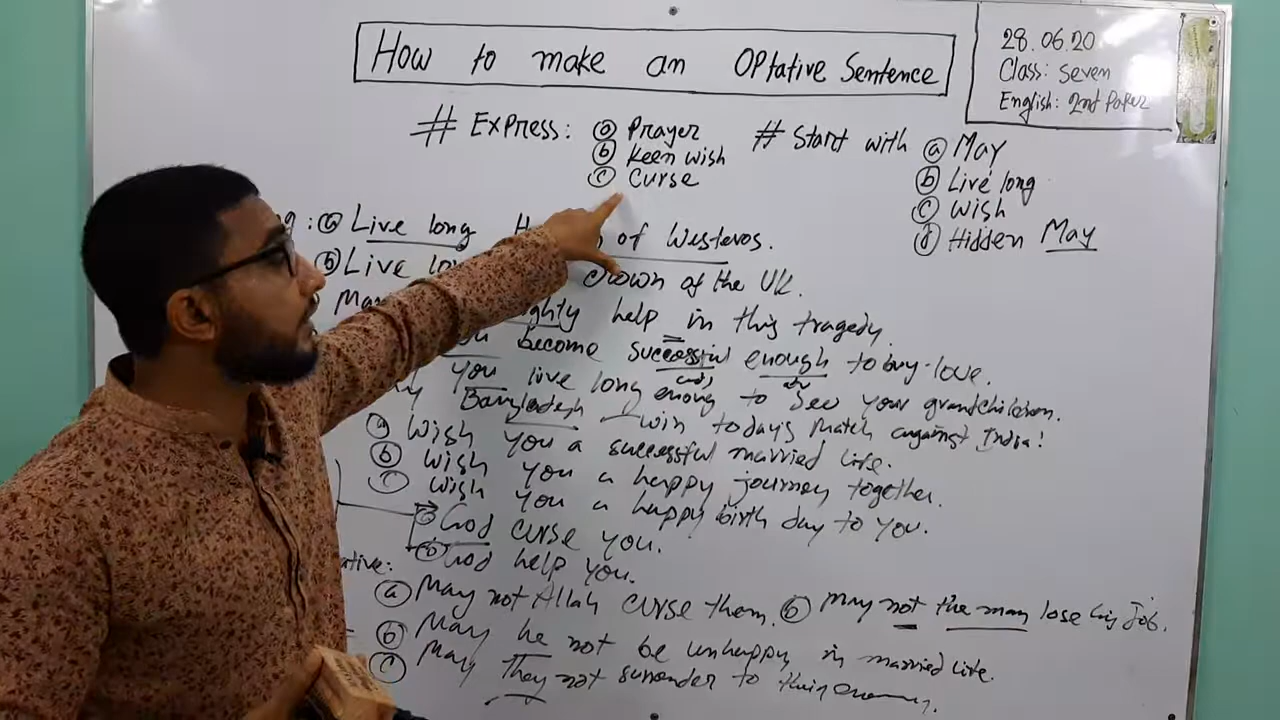 How to make an OPtative Sentence
28.06.20
Class: Seven
English: 2nd Paper
# Express: (a) Prayer
(b) Keen wish
(c) Curse
# Start with (a) May
(b) Live long
(c) wish
(d) Hidden May
(a) Live long of Westeros.
(b) Live crown of the UK.
help in this tragedy.
become successful enough to buy love.
You live long enong to see your grandchildren.
Bangladesh win today's match against India!
(a) Wish you a successful married life.
(b) Wish you a happy journey together.
(c) Wish you a happy birth day to you.
God curse you.
(b) God help you.
(a) May not Allah curse them. (b) May not the man lose his job.
(b) May he not be unhappy in married life.
(c) May they not surrender to their enemy.